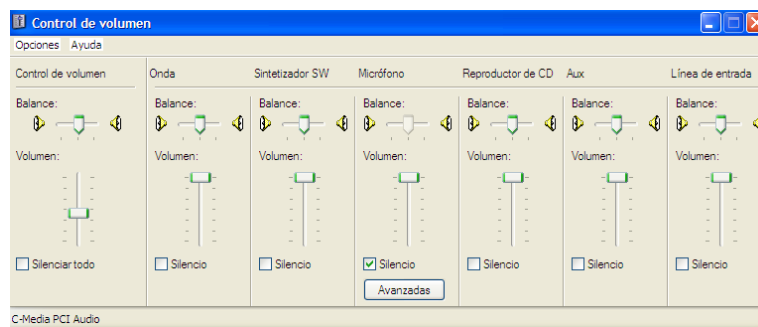 Control de volumen
Opciones Ayuda
Control de volumen Onda Sintetizador SW Micrófono Reproductor de CD Aux Línea de entrada
Balance: Balance: Balance: Balance: Balance: Balance: Balance:
Volumen: Volumen: Volumen: Volumen: Volumen: Volumen: Volumen:
Silenciar todo Silencio Silencio Silencio Silencio Silencio Silencio
Avanzadas
C-Media PCI Audio